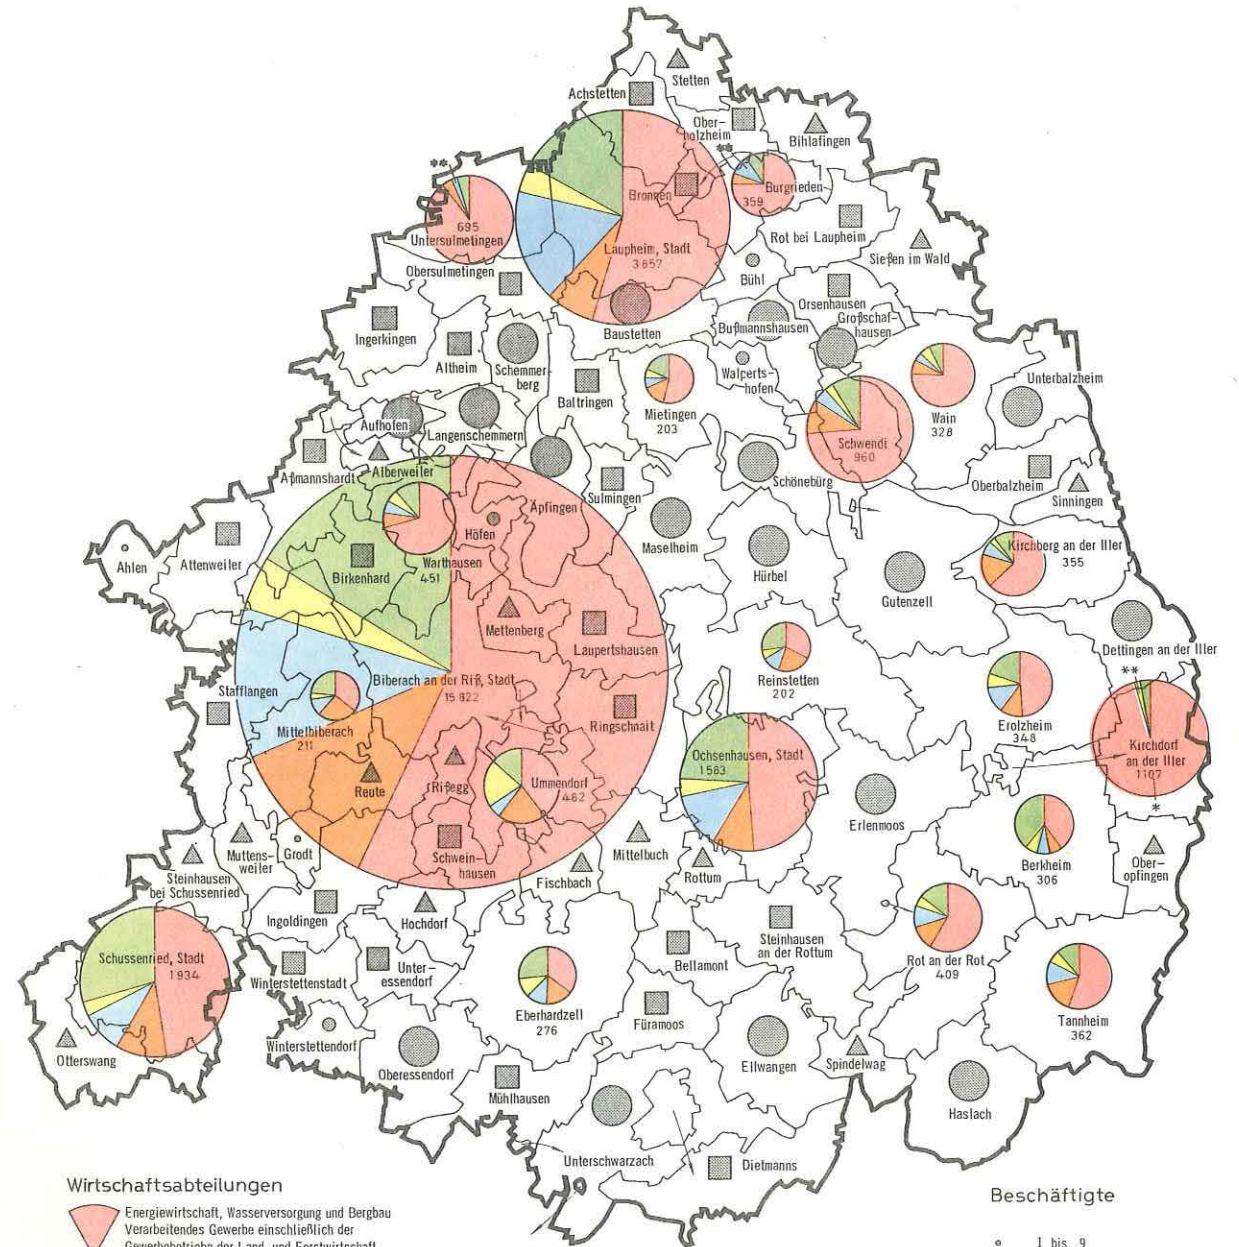 Stetten
Achstetten
Ober-
holzheim
**
Bihlafingen
**
Bronnen
Burgrieden
359
695
Untersulmetingen
Laupheim, Stadt
3 657
Rot bei Laupheim
Sießen im Wald
Obersulmetingen
Bühl
Orsenhausen
Ingerkingen
Altheim
Schemmer-
berg
Baustetten
Bußmannshausen
Großschaf-
hausen
Baltringen
Mietingen
203
Walperts-
hofen
Wain
328
Unterbalzheim
Aufhofen
Langenschemmern
Schwendi
960
Aßmannshardt
Alberweiler
Sulmingen
Schönebürg
Oberbalzheim
Sinningen
Äpfingen
Höfen
Maselheim
Ahlen
Attenweiler
Birkenhard
Warthausen
451
Hürbel
Gutenzell
Kirchberg an der Iller
355
Mettenberg
Laupertshausen
Dettingen an der Iller
**
Stafflangen
Biberach an der Riß, Stadt
15 822
Reinstetten
202
Mittelbiberach
211
Ringschnait
Erolzheim
348
Kirchdorf
an der Iller
1107
*
Ochsenhausen, Stadt
1 583
Reute
Rißegg
Ummendorf
462
Erlenmoos
Muttens-
weiler
Grodt
Schwein-
hausen
Mittelbuch
Berkheim
306
Ober-
opfingen
Steinhausen
bei Schussenried
Fischbach
Rottum
Ingoldingen
Hochdorf
Steinhausen
an der Rottum
Rot an der Rot
409
Schussenried, Stadt
1 934
Winterstettenstadt
Unter-
essendorf
Bellamont
Eberhardzell
276
Füramoos
Tannheim
362
Otterswang
Winterstettendorf
Oberessendorf
Ellwangen
Spindelwag
Mühlhausen
Haslach
Unterschwarzach
Dietmanns
Wirtschaftsabteilungen
Energiewirtschaft, Wasserversorgung und Bergbau
Verarbeitendes Gewerbe einschließlich der
Gewerbebetriebe der Land- und Forstwirtschaft
Beschäftigte
1 bis 9